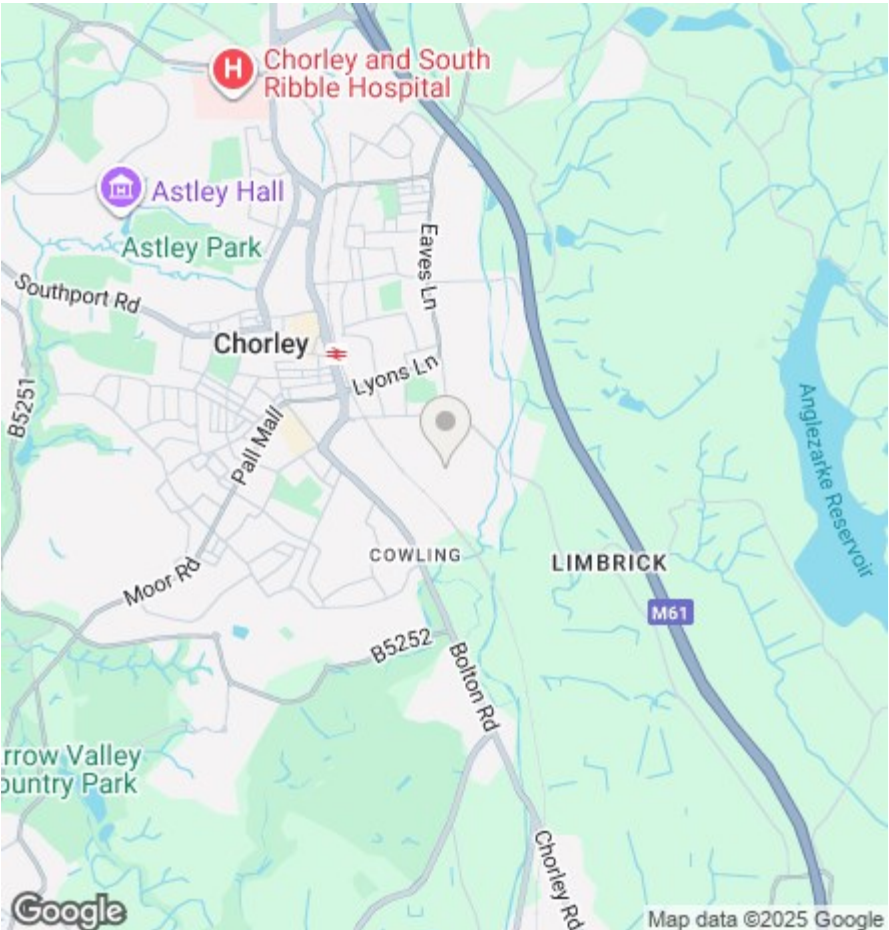 Chorley and South
Ribble Hospital
H
Astley Hall
Astley Park
Eaves Ln
Southport Rd
Chorley
Lyons Ln
B5251
Pall Mall
Anglezarke Reservoir
COWLING
LIMBRICK
Moor Rd
M61
B5252
Bolton Rd
rrow Valley
ountry Park
Chorley Rd
Google
Map data ©2025 Google